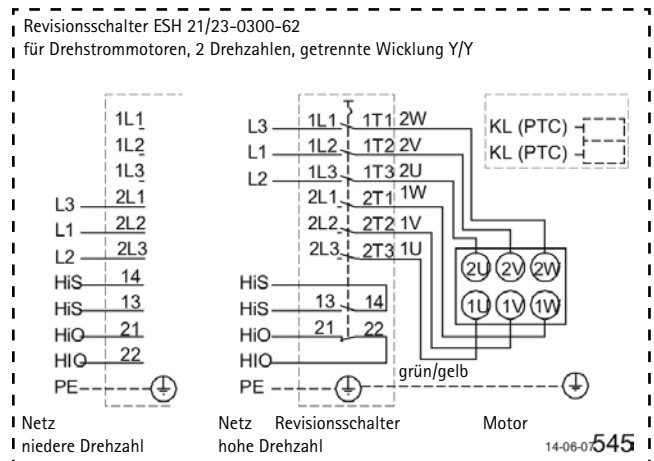 Revisionsschalter ESH 21/23-0300-62
für Drehstrommotoren, 2 Drehzahlen, getrennte Wicklung Y/Y
1L1
1L2
1L3
L3 2L1
L1 2L2
L2 2L3
HiS 14
HiS 13
HiO 21
HIO 22
PE
Netz
niedere Drehzahl
L3 1L1 1T1 2W
L1 1L2 1T2 2V
L2 1L3 1T3 2U
2L1 2T1 1W
2L2 2T2 1V
2L3 2T3 1U
HiS
HiS 13 14
HiO 21 22
HIO
PE
grün/gelb
Netz Revisionsschalter
hohe Drehzahl
KL (PTC)
KL (PTC)
2U 2V 2W
1U 1V 1W
Motor
14-06-07 545